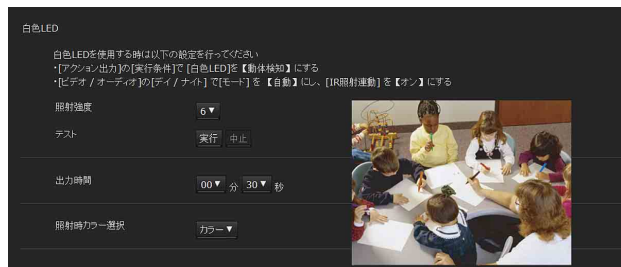 白色LED
白色LEDを使用する時は以下の設定を行ってください
・[アクション出力]の[実行条件]で [白色LED]を【動体検知】にする
・[ビデオ / オーディオ]の[デイ / ナイト] で[モード] を 【自動】 にし、[IR照射連動] を 【オン】 にする
照射強度 6▼
テスト 実行 中止
出力時間 00▼ 分 30▼ 秒
照射時カラー選択 カラー▼